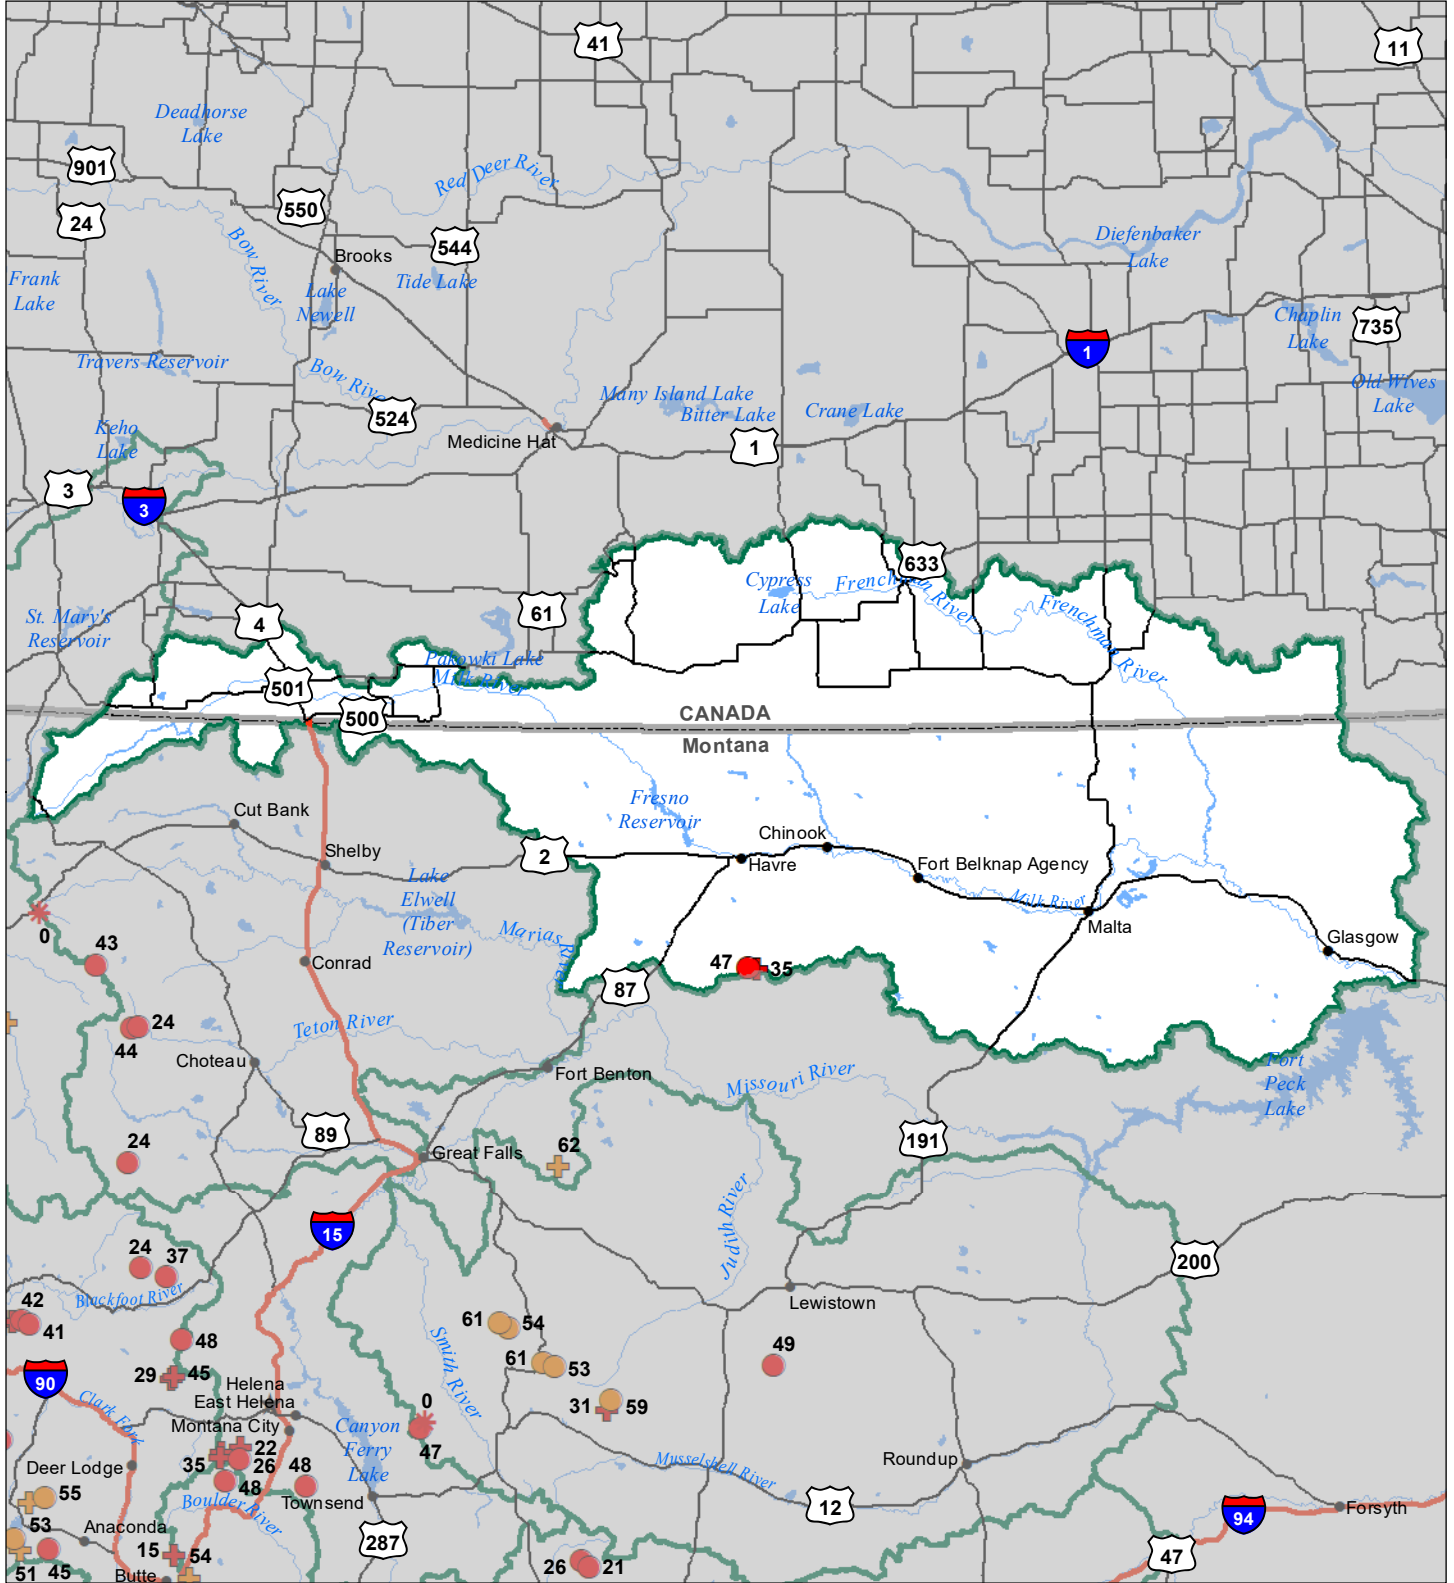 41
11
Deadhorse
Lake
901
24
550
Red Deer River
544
Bow River
Brooks
Tide Lake
Frank
Lake
Lake
Newell
Diefenbaker
Lake
Chaplin
Lake
735
1
Travers Reservoir
Bow River
524
Many Island Lake
Bitter Lake
Crane Lake
Old Wives
Lake
Keho
Lake
Medicine Hat
1
3
3
633
Cypress
Lake
Frenchman River
Frenchman River
61
St. Mary's
Reservoir
4
Pakowki Lake
Milk River
501
500
CANADA
Montana
Fresno
Reservoir
Cut Bank
Shelby
2
Chinook
Havre
Fort Belknap Agency
Milk River
Malta
Glasgow
Lake
Elwell
(Tiber
Reservoir)
Marias River
0
43
Conrad
47
35
87
24
44
Teton River
Choteau
Fort Benton
Missouri River
Fort
Peck
Lake
89
24
Great Falls
62
191
Judith River
15
200
24
37
Blackfoot River
42
41
Lewistown
61
54
48
Smith River
61
53
49
90
29
45
Helena
East Helena
Montana City
Clark Fork
0
47
31
59
Canyon
Ferry
Lake
22
35
26
48
48
Deer Lodge
Musselshell River
Roundup
55
Townsend
Boulder River
12
94
Forsyth
53
Anaconda
15
54
287
47
51
45
Butte
26
21